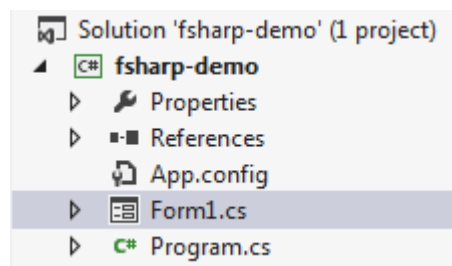 Solution 'fsharp-demo' (1 project)
C# fsharp-demo
Properties
References
App.config
Form1.cs
C# Program.cs